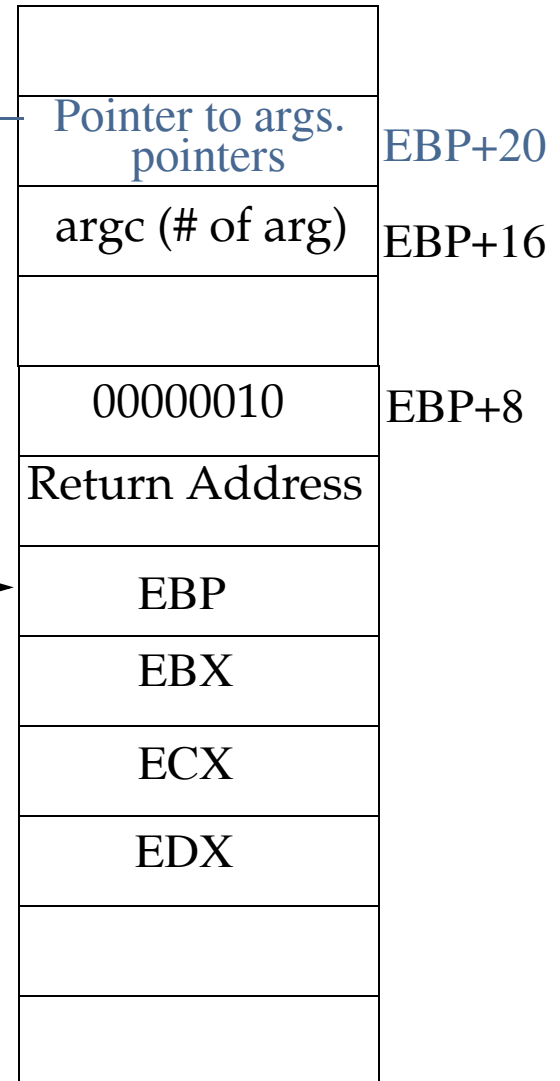 Pointer to args.
pointers
EBP+20
argc (# of arg)
EBP+16
00000010
EBP+8
Return Address
EBP
EBX
ECX
EDX